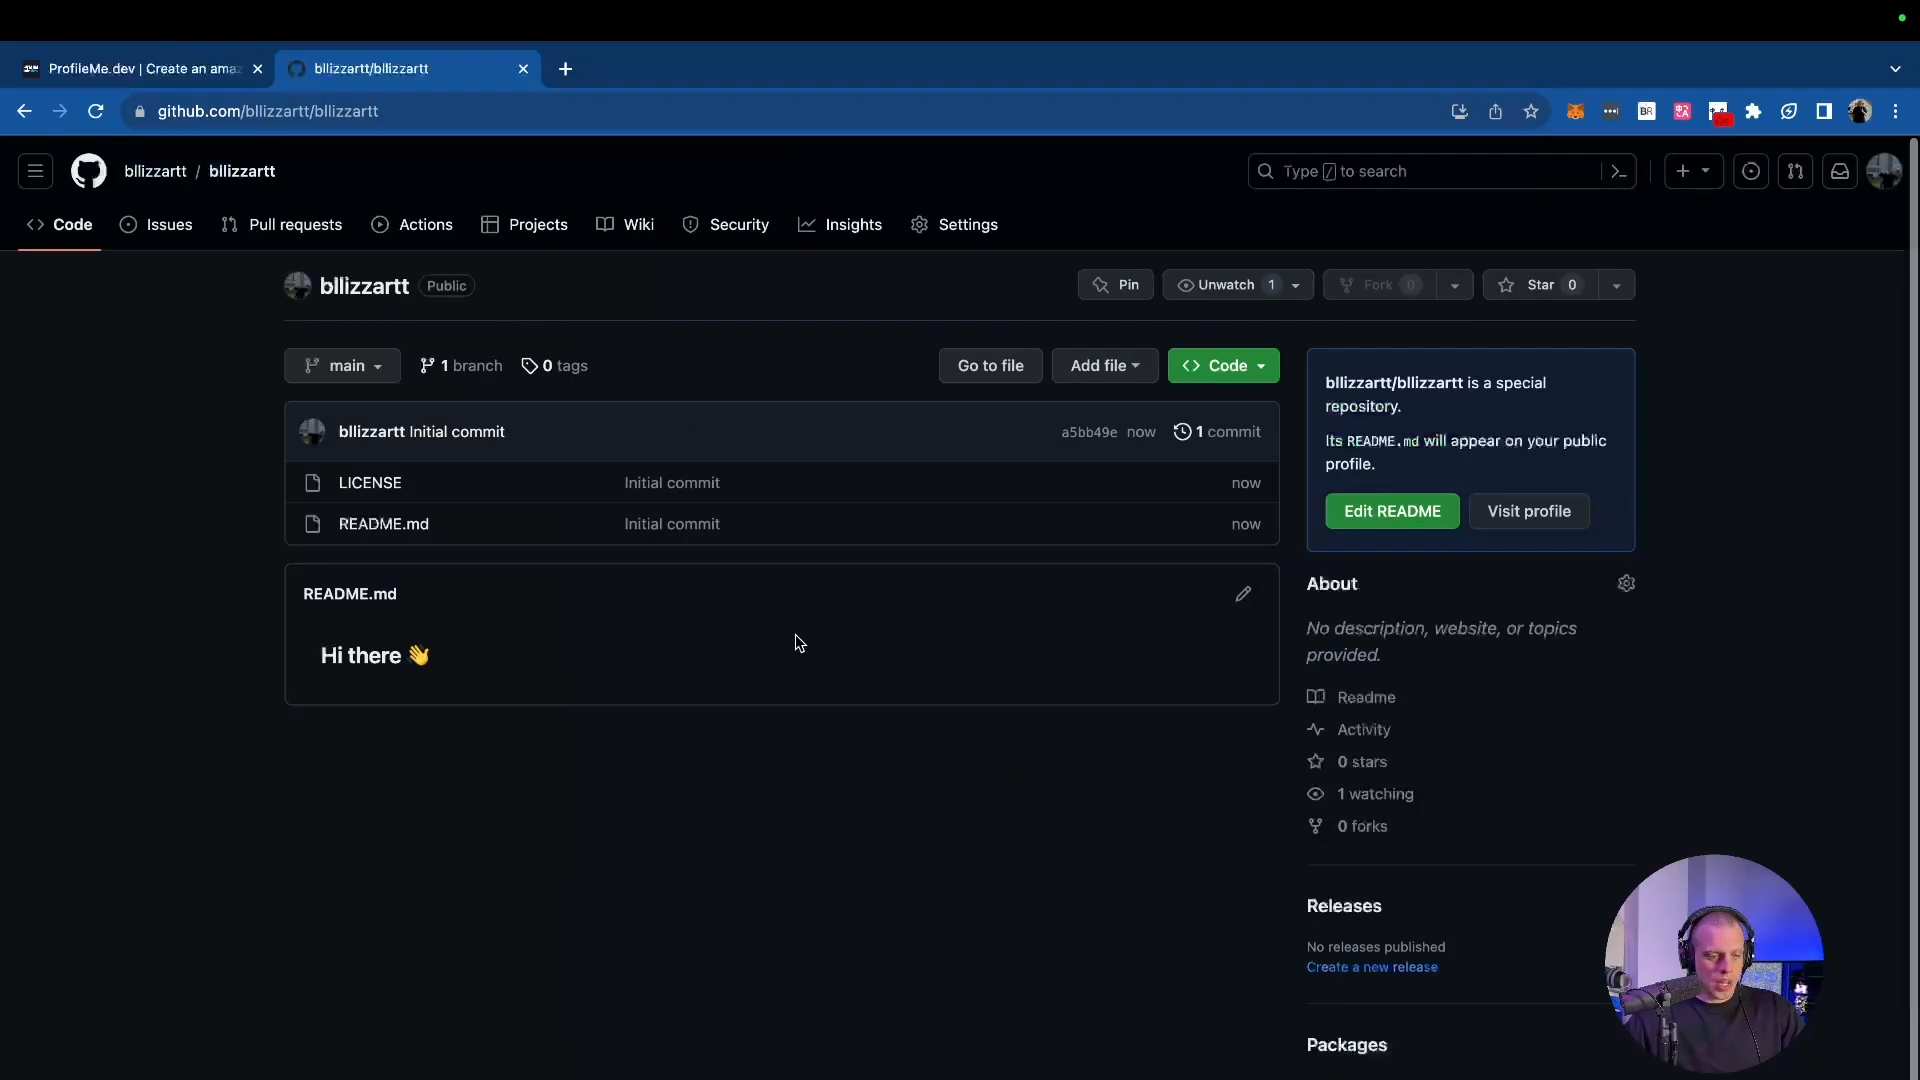 ProfileMe.dev | Create an ama
bllizzartt/bllizzartt
github.com/bllizzartt/bllizzartt
BR
bllizzartt / bllizzartt
Type / to search
Code
Issues
Pull requests
Actions
Projects
Wiki
Security
Insights
Settings
bllizzartt Public
Pin
Unwatch 1
Fork 0
Star 0
main
1 branch
0 tags
Go to file
Add file
Code
bllizzartt Initial commit
a5bb49e now
1 commit
LICENSE Initial commit now
README.md Initial commit now
README.md
Hi there 👋
bllizzartt/bllizzartt is a special
repository.
Its README.md will appear on your public
profile.
Edit README
Visit profile
About
No description, website, or topics
provided.
Readme
Activity
0 stars
1 watching
0 forks
Releases
No releases published
Create a new release
Packages